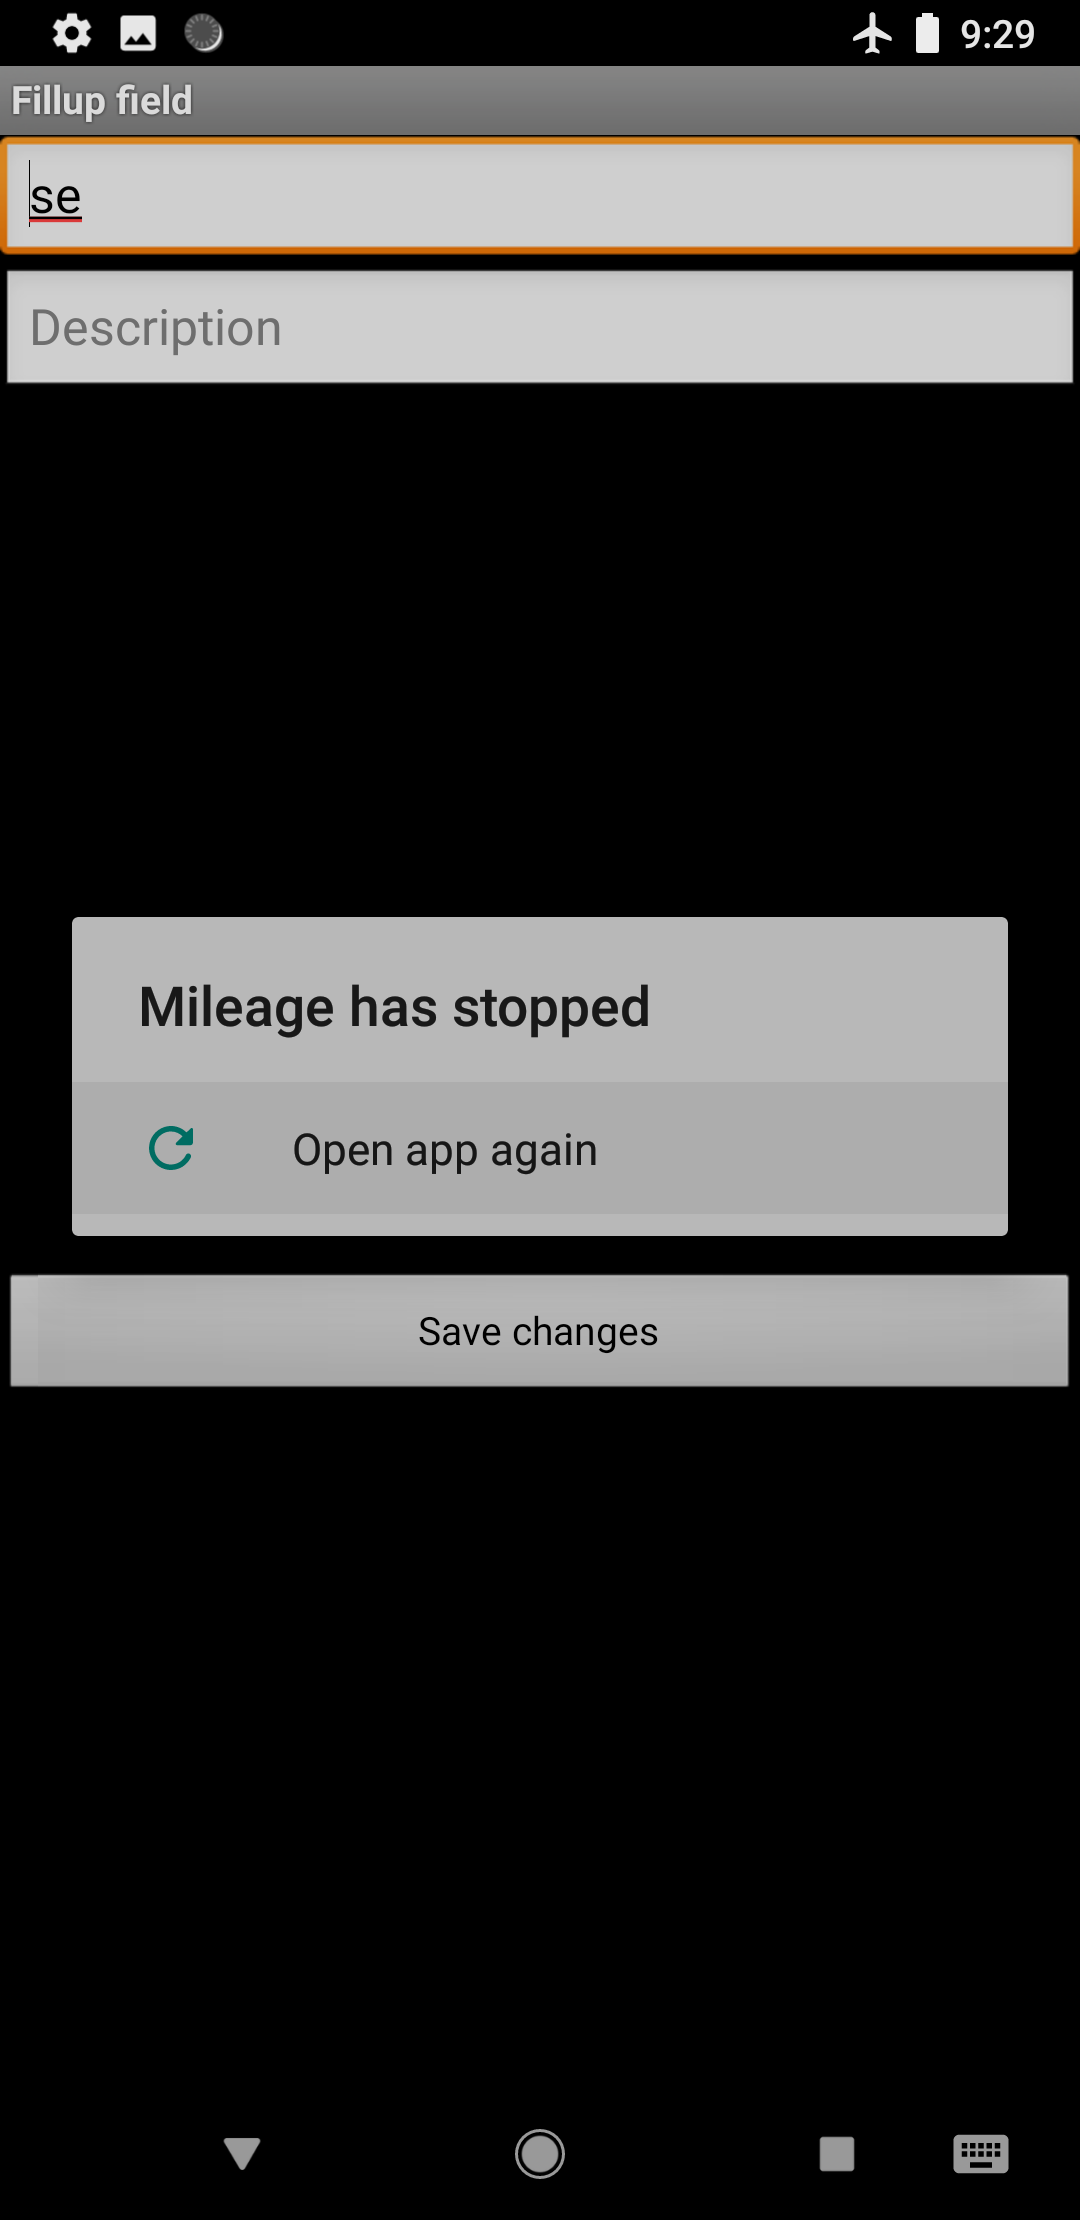 9:29
Fillup field
se
Description
Mileage has stopped
Open app again
Save changes